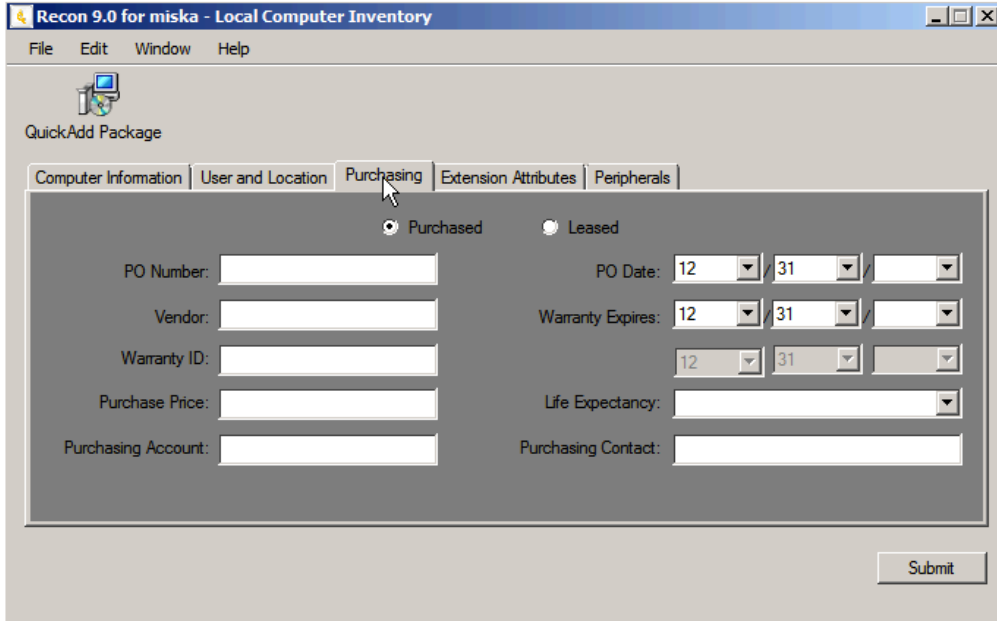 Recon 9.0 for miska - Local Computer Inventory
File Edit Window Help
QuickAdd Package
Computer Information User and Location Purchasing Extension Attributes Peripherals
Purchased Leased
PO Number: PO Date: 12 / 31 /
Vendor: Warranty Expires: 12 / 31 /
Warranty ID: 12 31
Purchase Price: Life Expectancy:
Purchasing Account: Purchasing Contact:
Submit